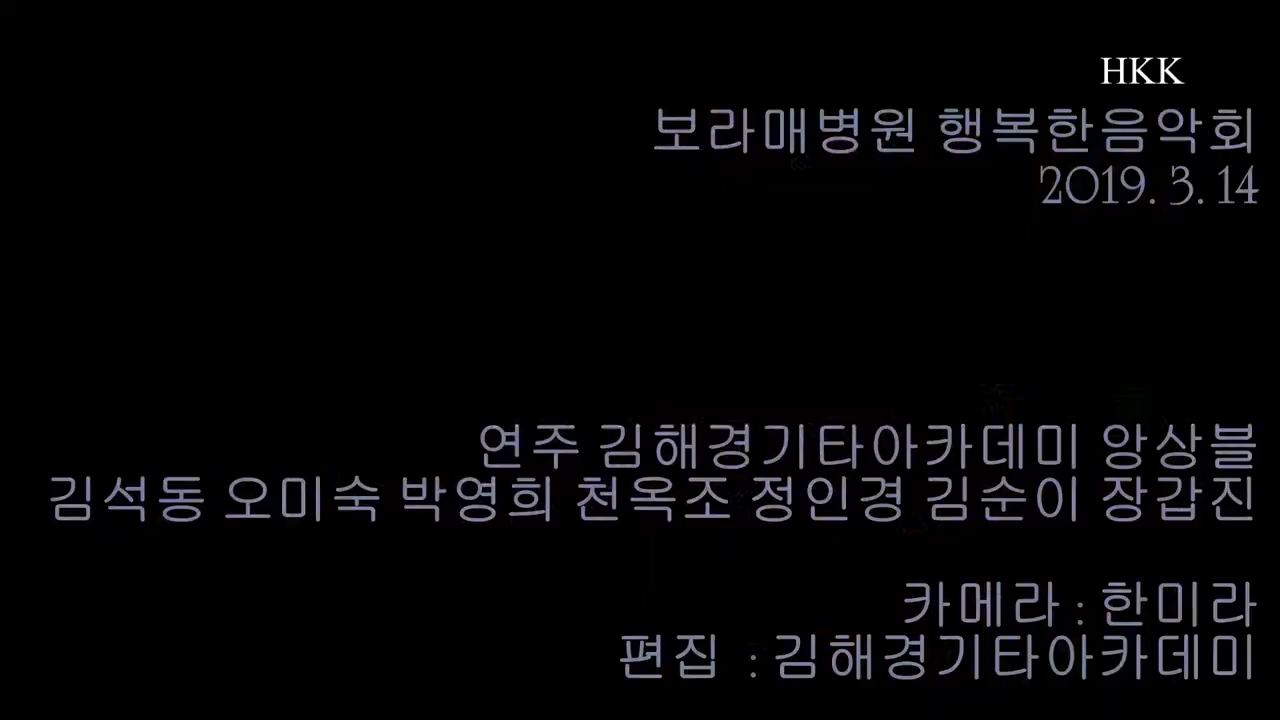 HKK
보라매병원 행복한음악회
2019. 3. 14
연주 김해경기타아카데미 앙상블
김석동 오미숙 박영희 천옥조 정인경 김순이 장갑진
카메라 : 한미라
편집 : 김해경기타아카데미